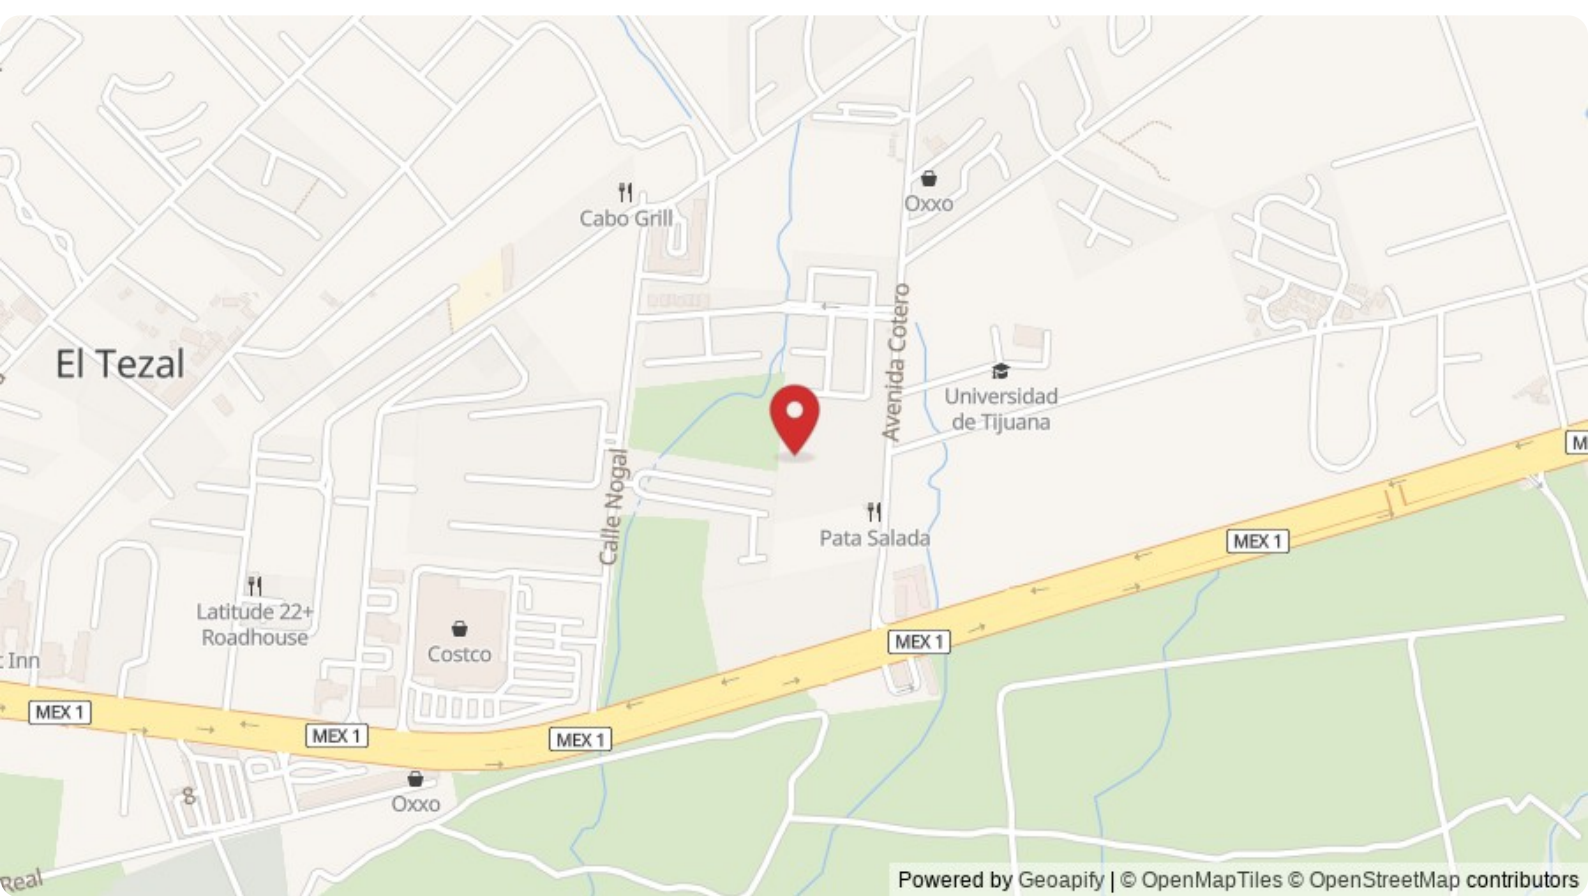 Cabo Grill
Oxxo
El Tezal
Avenida Cotero
Universidad
de Tijuana
Calle Nogal
Pata Salada
MEX 1
Latitude 22+
Roadhouse
Costco
MEX 1
Inn
MEX 1
MEX 1
MEX 1
Oxxo
8
Real
Powered by Geoapify | © OpenMapTiles © OpenStreetMap contributors